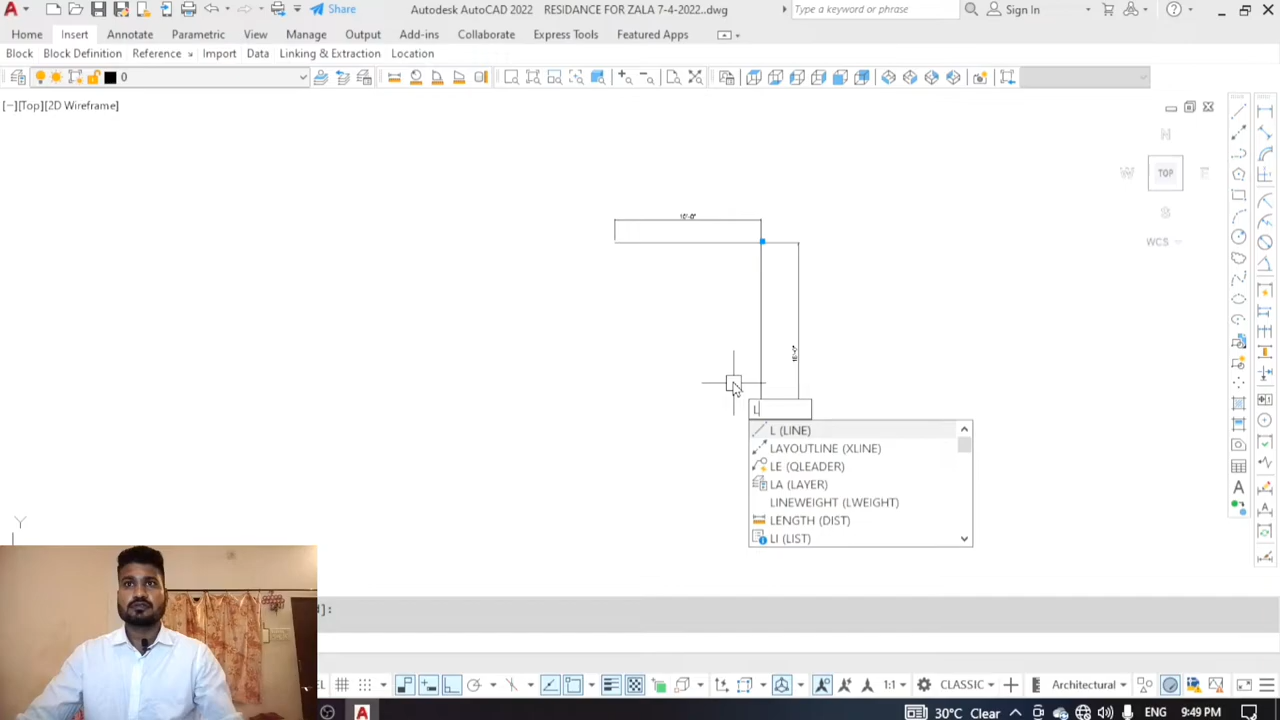 Share
Autodesk AutoCAD 2022 RESIDANCE FOR ZALA 7-4-2022..dwg
Type a keyword or phrase
Sign In
Home Insert Annotate Parametric View Manage Output Add-ins Collaborate Express Tools Featured Apps
Block Block Definition Reference Import Data Linking & Extraction Location
0
[−][Top][2D Wireframe]
N
W TOP E
S
WCS
10'-0"
L
L (LINE)
LAYOUTLINE (XLINE)
LE (QLEADER)
LA (LAYER)
LINEWEIGHT (LWEIGHT)
LENGTH (DIST)
LI (LIST)
Y
]:
1:1 CLASSIC Architectural
30°C Clear ENG 9:49 PM